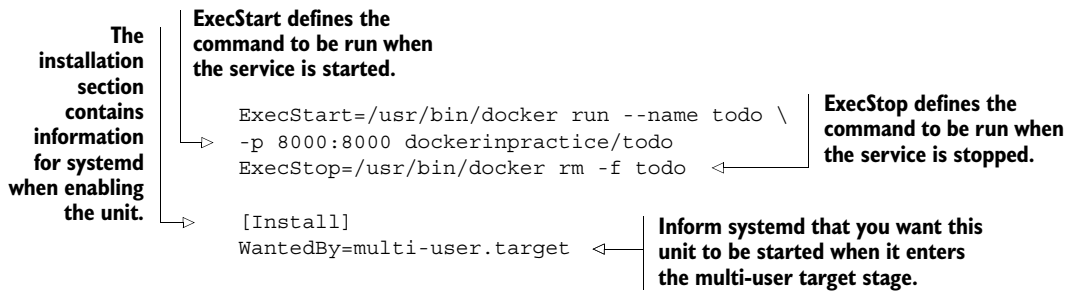 ExecStart defines the
command to be run when
the service is started.
The
installation
section
contains
information
for systemd
when enabling
the unit.
ExecStart=/usr/bin/docker run --name todo \
-p 8000:8000 dockerinpractice/todo
ExecStop=/usr/bin/docker rm -f todo
ExecStop defines the
command to be run when
the service is stopped.
[Install]
WantedBy=multi-user.target
Inform systemd that you want this
unit to be started when it enters
the multi-user target stage.